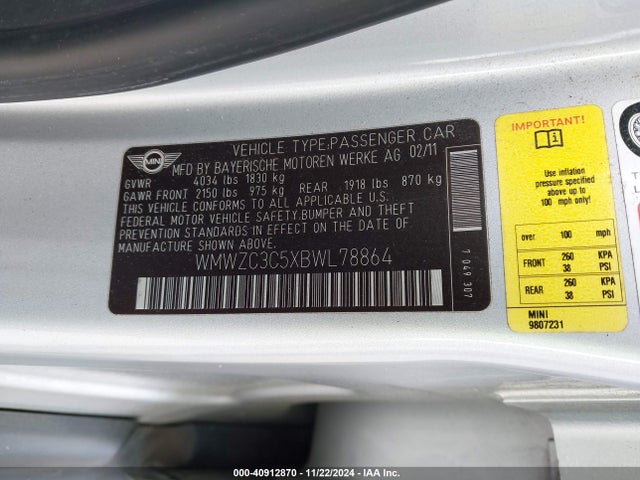 VEHICLE TYPE:PASSENGER CAR
MINI
MFD BY BAYERISCHE MOTOREN WERKE AG 02/11
GVWR 4034 lbs 1830 kg
GAWR FRONT 2150 lbs 975 kg REAR 1918 lbs 870 kg
THIS VEHICLE CONFORMS TO ALL APPLICABLE U.S.
FEDERAL MOTOR VEHICLE SAFETY,BUMPER AND THEFT
PREVENTION STANDARDS IN EFFECT ON THE DATE OF
MANUFACTURE SHOWN ABOVE.
WMWZC3C5XBWL78864
7 049 307
IMPORTANT!
Use inflation
pressure specified
above for
speeds up to
100 mph only!
over 100 mph
FRONT 260 KPA
38 PSI
REAR 260 KPA
38 PSI
MINI
9807231
000-40912870 - 11/22/2024 - IAA Inc.